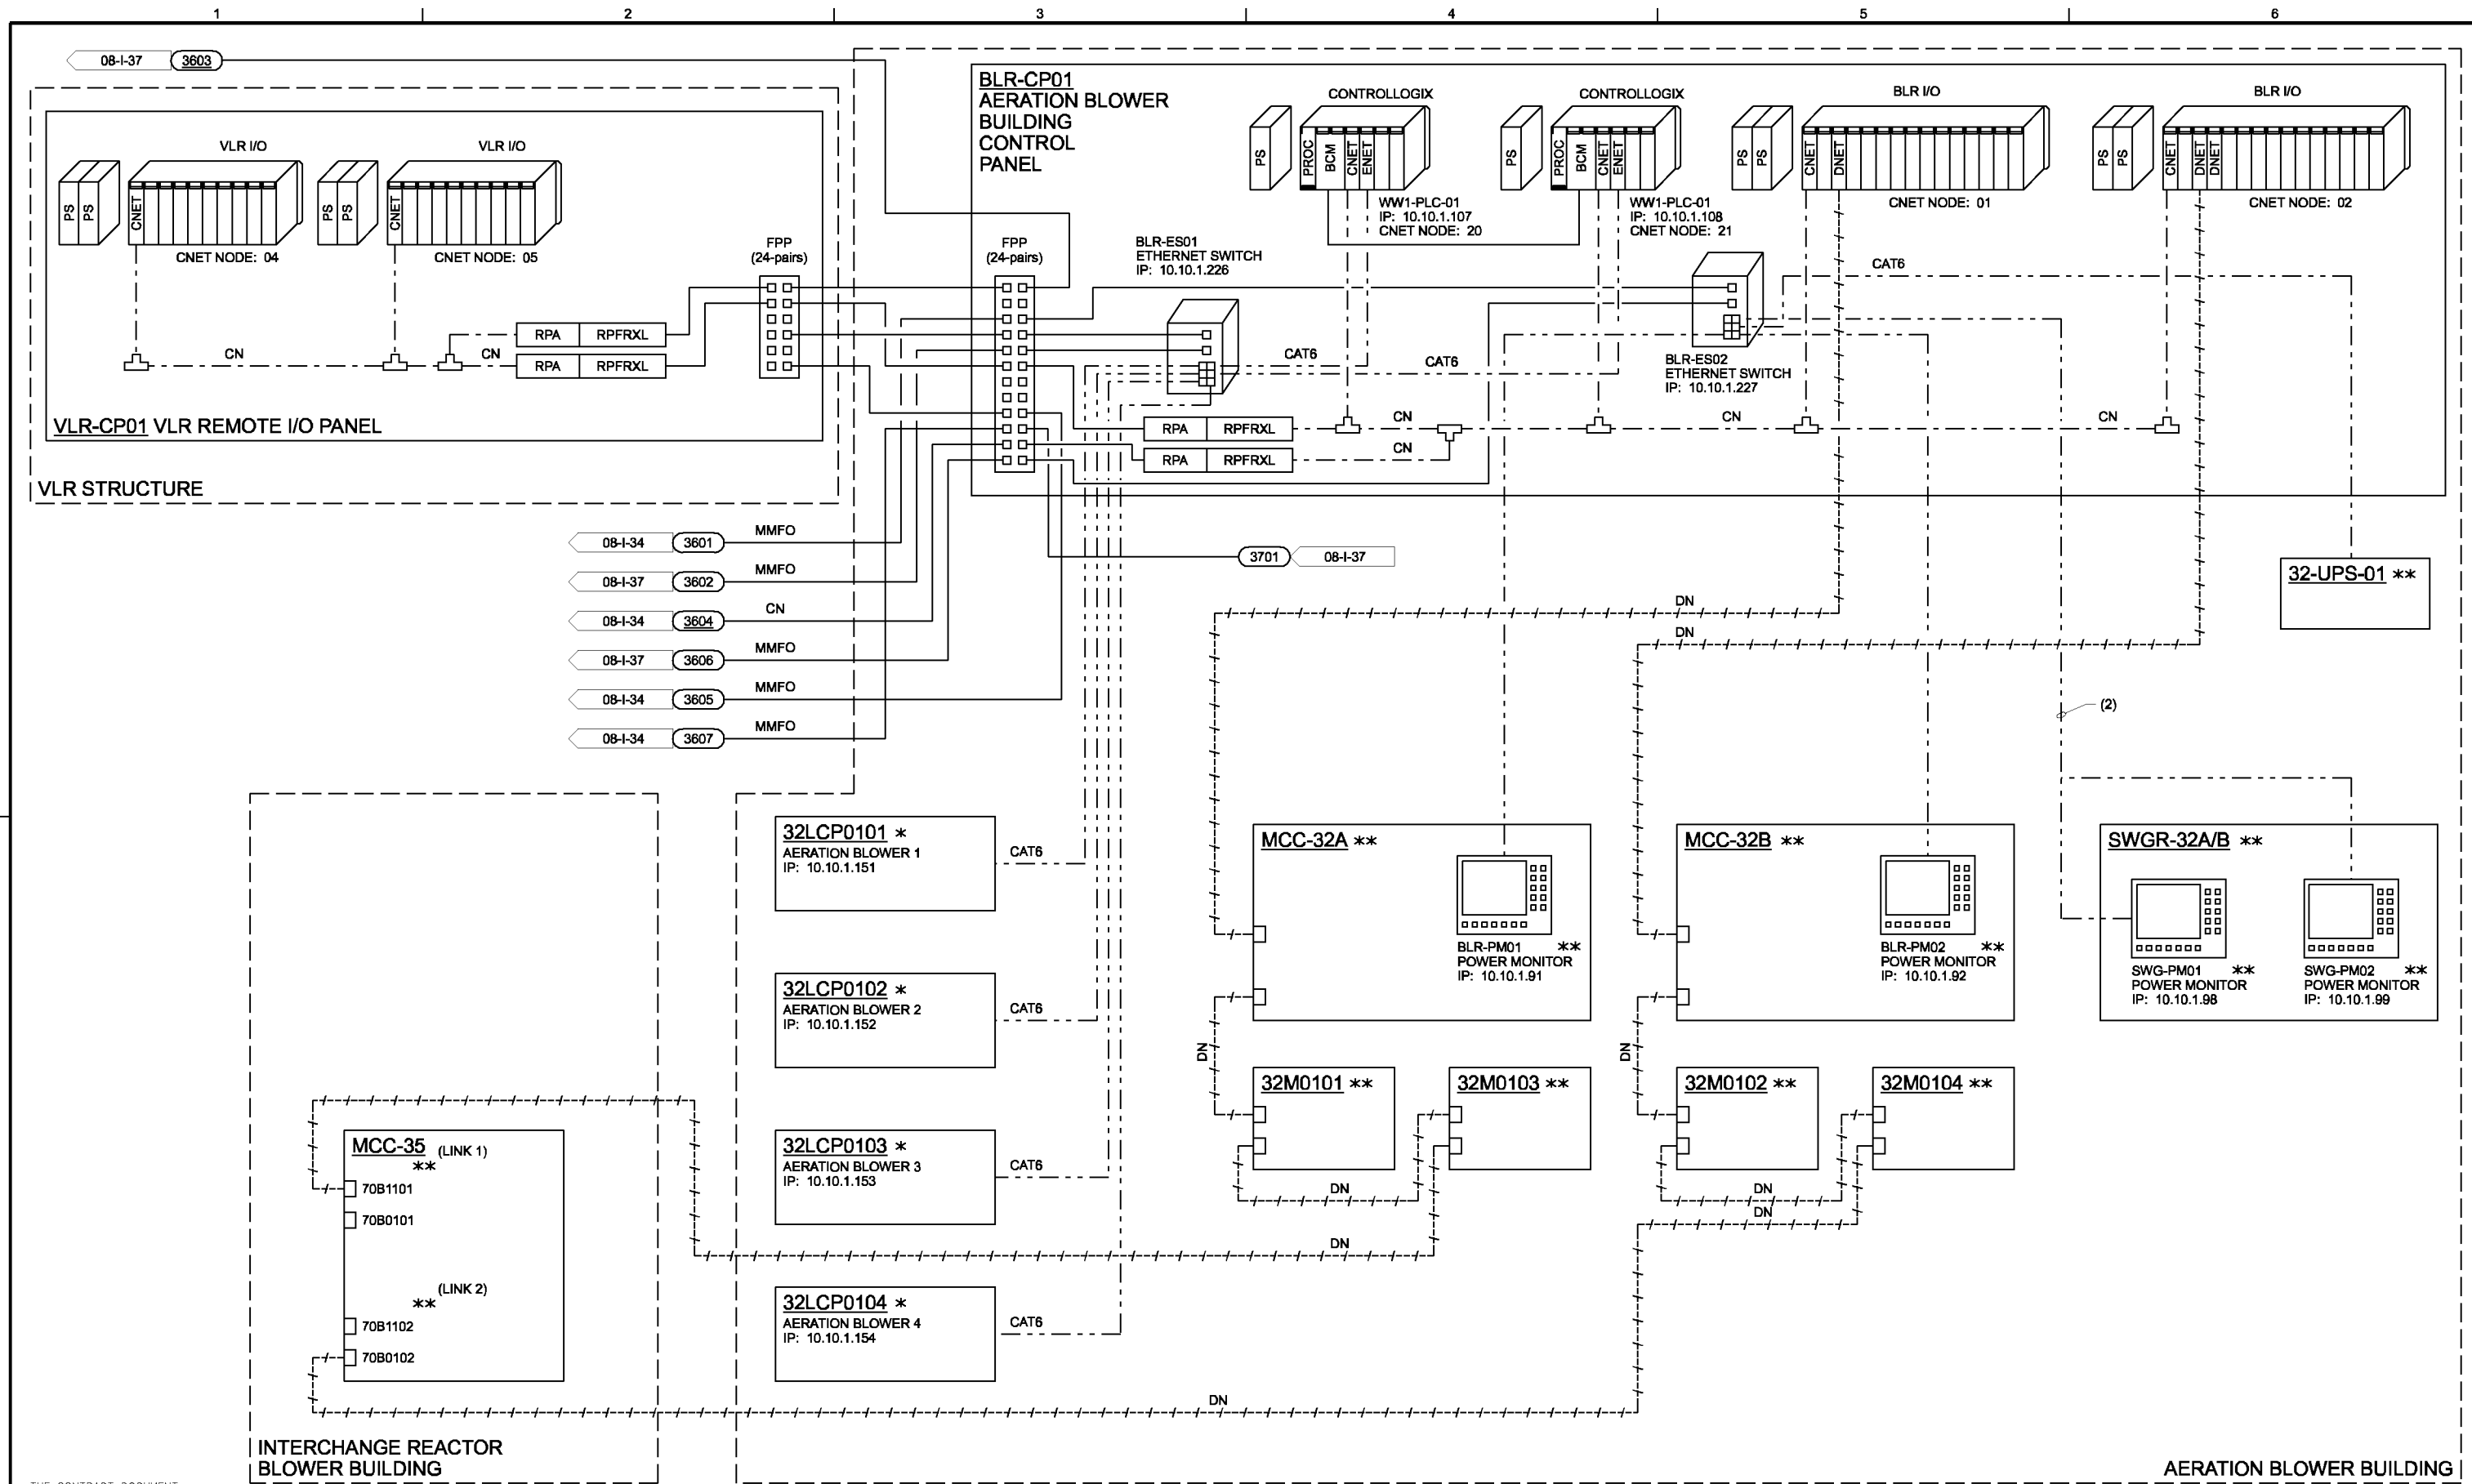 1
2
3
4
5
6
08-I-37
3603
BLR-CP01
AERATION BLOWER
BUILDING
CONTROL
PANEL
CONTROLLOGIX
CONTROLLOGIX
BLR I/O
BLR I/O
PS
PROC
BCM
CNET
ENET
PS
PROC
BCM
CNET
ENET
PS
PS
CNET
DNET
PS
PS
CNET
DNET
DNET
WW1-PLC-01
IP: 10.10.1.107
CNET NODE: 20
WW1-PLC-01
IP: 10.10.1.108
CNET NODE: 21
CNET NODE: 01
CNET NODE: 02
VLR I/O
VLR I/O
PS
PS
CNET
PS
PS
CNET
CNET NODE: 04
CNET NODE: 05
FPP
(24-pairs)
FPP
(24-pairs)
BLR-ES01
ETHERNET SWITCH
IP: 10.10.1.226
CAT6
CAT6
CAT6
BLR-ES02
ETHERNET SWITCH
IP: 10.10.1.227
RPA
RPFRXL
CN
CN
RPA
RPFRXL
RPA
RPFRXL
CN
CN
CN
RPA
RPFRXL
CN
VLR-CP01 VLR REMOTE I/O PANEL
VLR STRUCTURE
08-I-34
3601
MMFO
08-I-37
3602
MMFO
08-I-34
3604
CN
08-I-37
3606
MMFO
08-I-34
3605
MMFO
08-I-34
3607
MMFO
3701
08-I-37
32-UPS-01 **
DN
DN
(2)
32LCP0101 *
AERATION BLOWER 1
IP: 10.10.1.151
CAT6
32LCP0102 *
AERATION BLOWER 2
IP: 10.10.1.152
CAT6
32LCP0103 *
AERATION BLOWER 3
IP: 10.10.1.153
CAT6
32LCP0104 *
AERATION BLOWER 4
IP: 10.10.1.154
CAT6
MCC-32A **
BLR-PM01 **
POWER MONITOR
IP: 10.10.1.91
MCC-32B **
BLR-PM02 **
POWER MONITOR
IP: 10.10.1.92
SWGR-32A/B **
SWG-PM01 **
POWER MONITOR
IP: 10.10.1.98
SWG-PM02 **
POWER MONITOR
IP: 10.10.1.99
DN
DN
32M0101 **
32M0103 **
32M0102 **
32M0104 **
DN
DN
DN
DN
DN
MCC-35 (LINK 1)
**
70B1101
70B0101
(LINK 2)
**
70B1102
70B0102
INTERCHANGE REACTOR
BLOWER BUILDING
AERATION BLOWER BUILDING